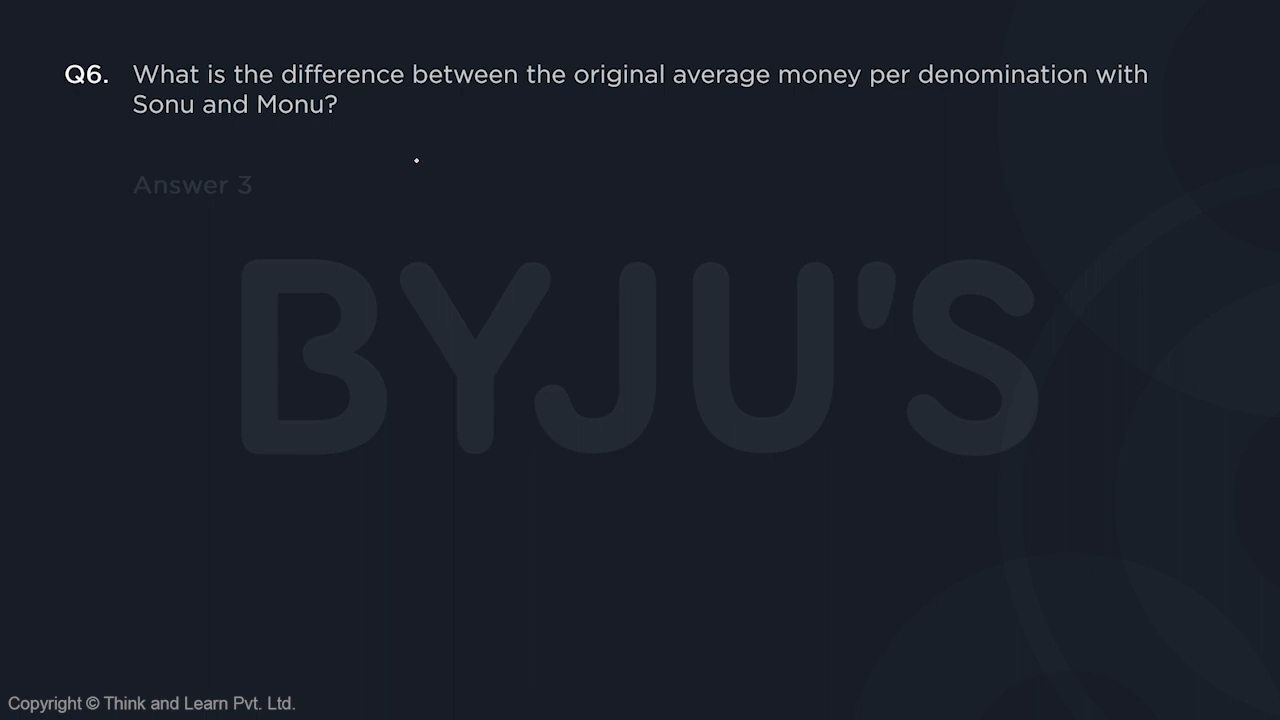 Q6. What is the difference between the original average money per denomination with
Sonu and Monu?
Answer 3
BYJU'S
Copyright © Think and Learn Pvt. Ltd.